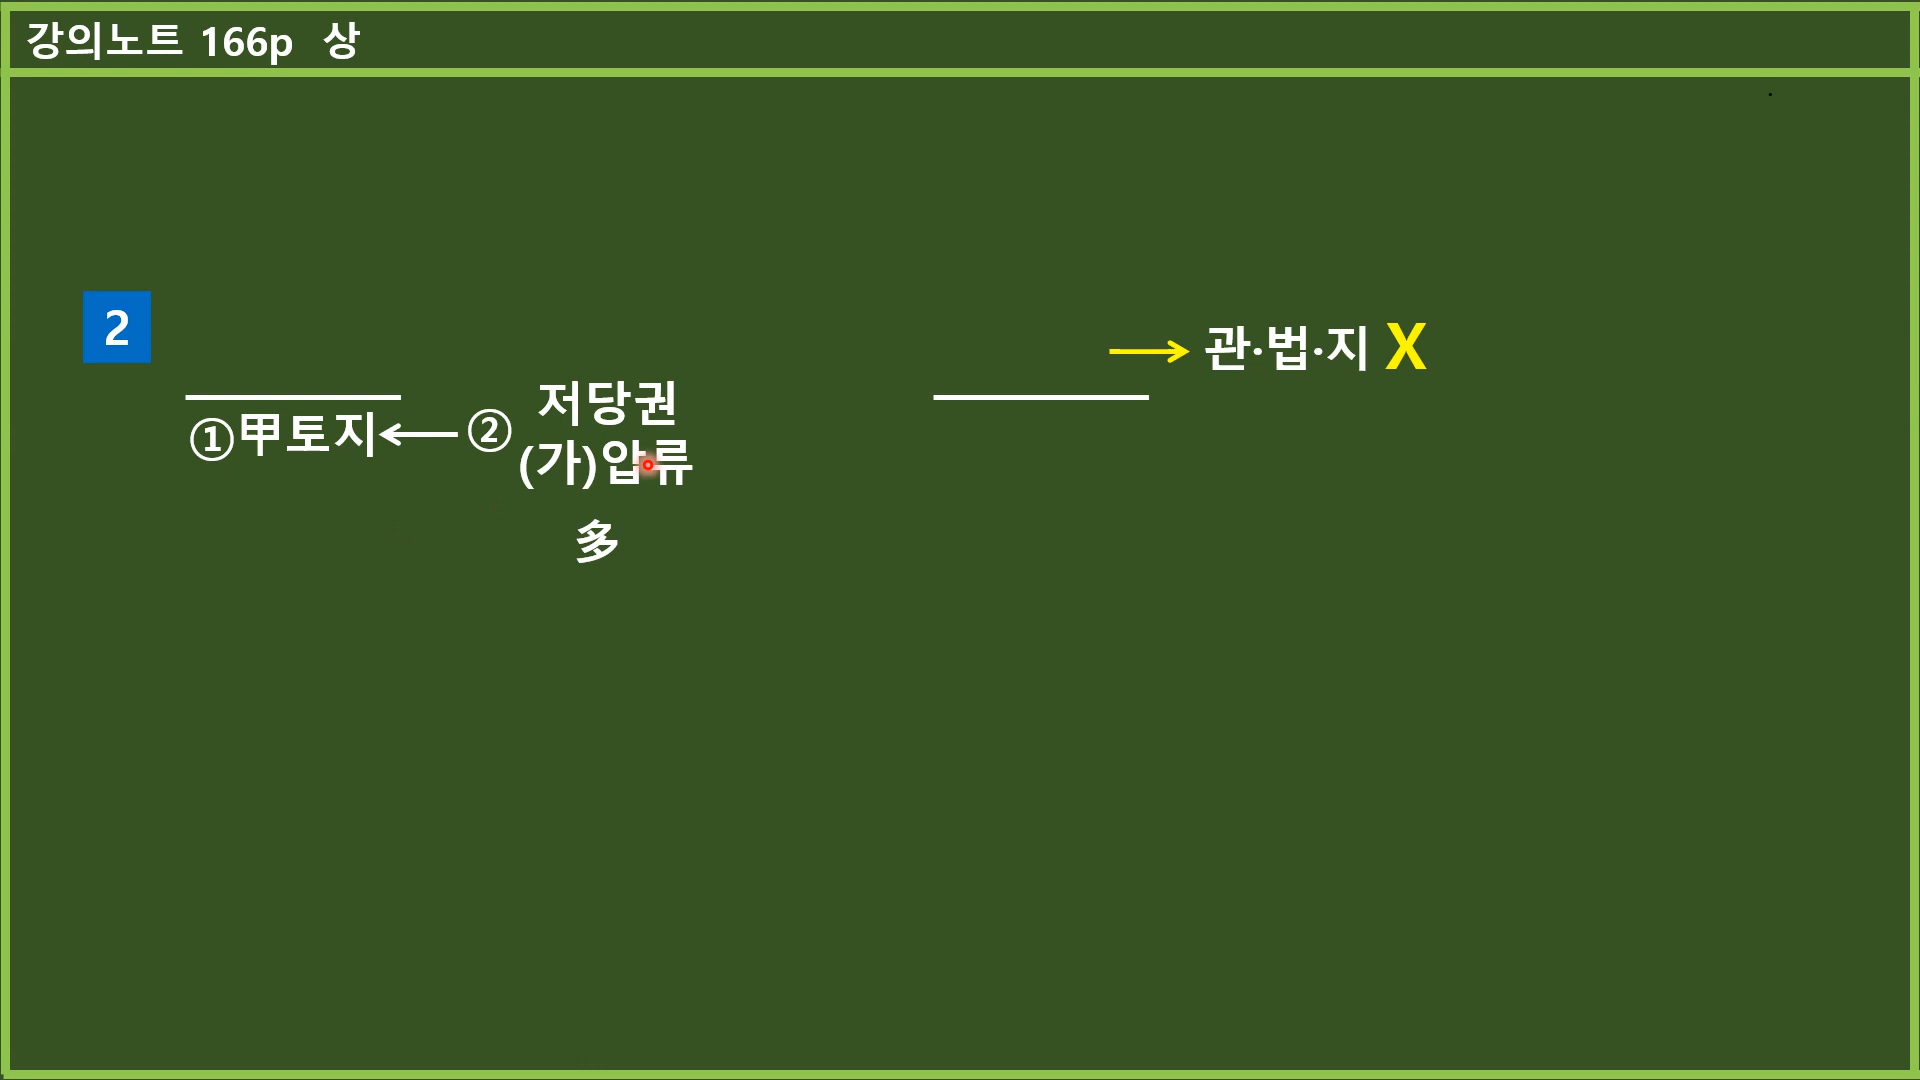 강의노트 166p 상
2
→ 관·법·지 X
①甲토지 ← ② 저당권
(가)압류
多